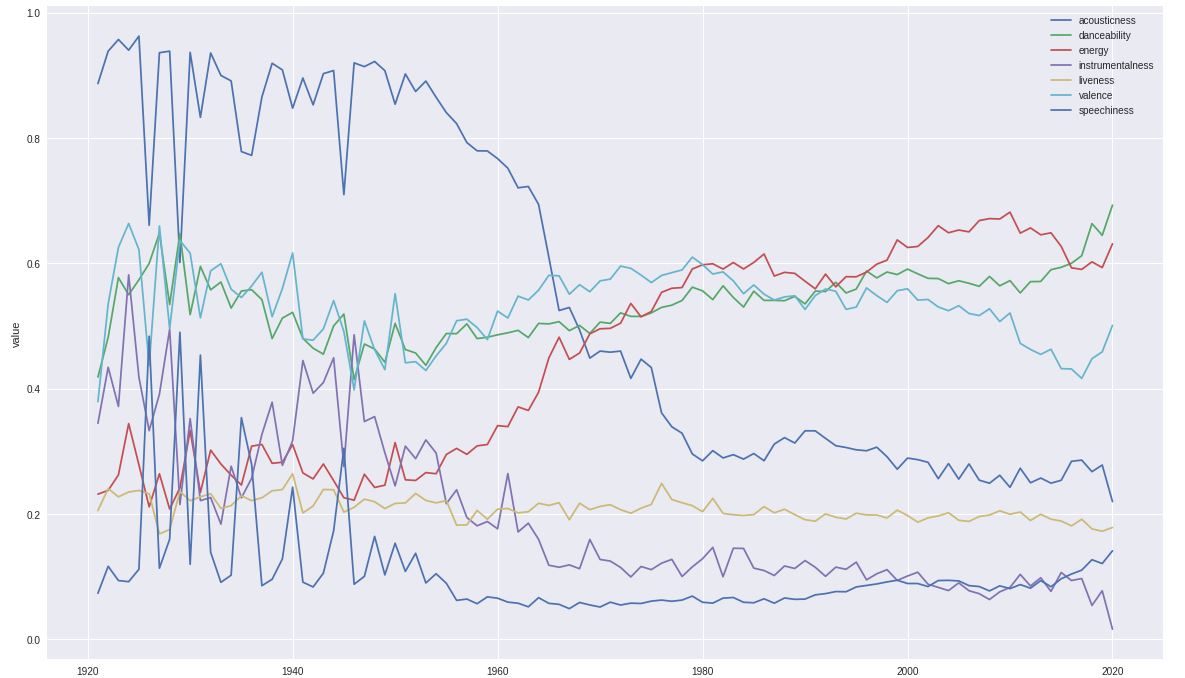 1.0
0.8
0.6
0.4
0.2
0.0
value
1920
1940
1960
1980
2000
2020
acousticness
danceability
energy
instrumentalness
liveness
valence
speechiness